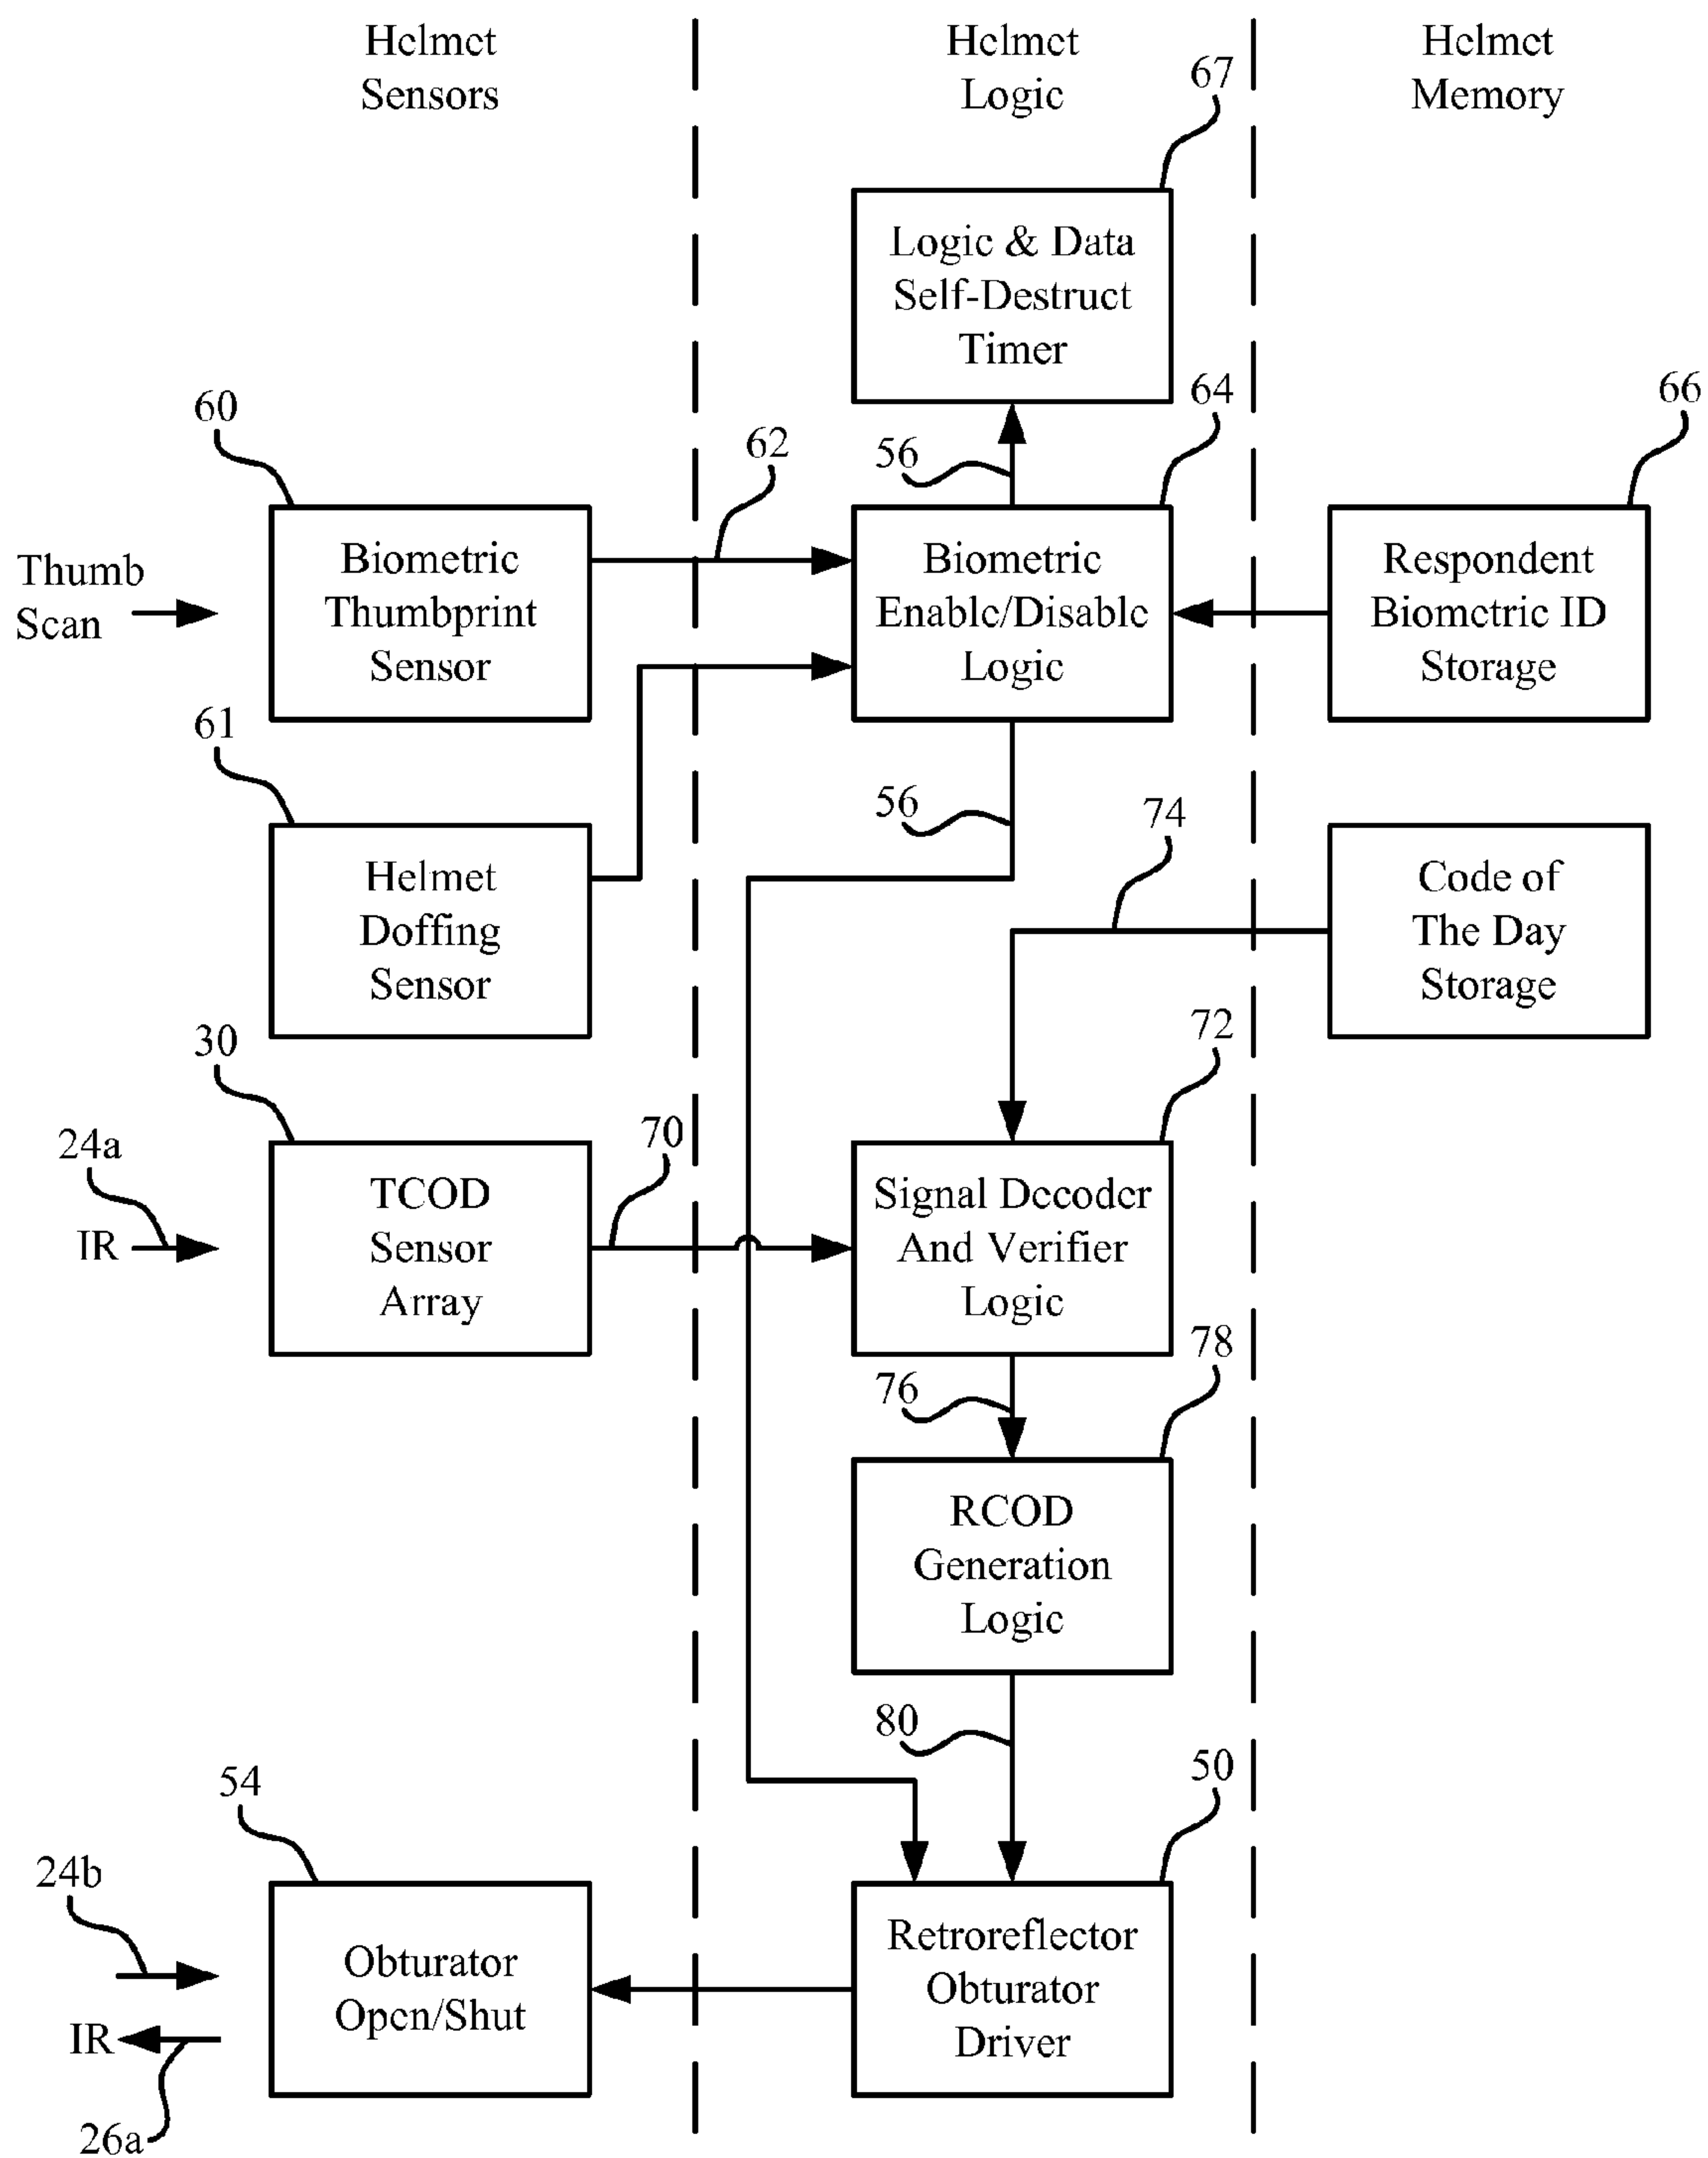 Helmet
Sensors
Helmet
Logic
Helmet
Memory
67
Logic & Data
Self-Destruct
Timer
60
62
56
64
66
Thumb
Scan
Biometric
Thumbprint
Sensor
Biometric
Enable/Disable
Logic
Respondent
Biometric ID
Storage
61
56
74
Helmet
Doffing
Sensor
Code of
The Day
Storage
30
72
24a
70
IR
TCOD
Sensor
Array
Signal Decoder
And Verifier
Logic
76
78
RCOD
Generation
Logic
80
54
50
24b
IR
26a
Obturator
Open/Shut
Retroreflector
Obturator
Driver